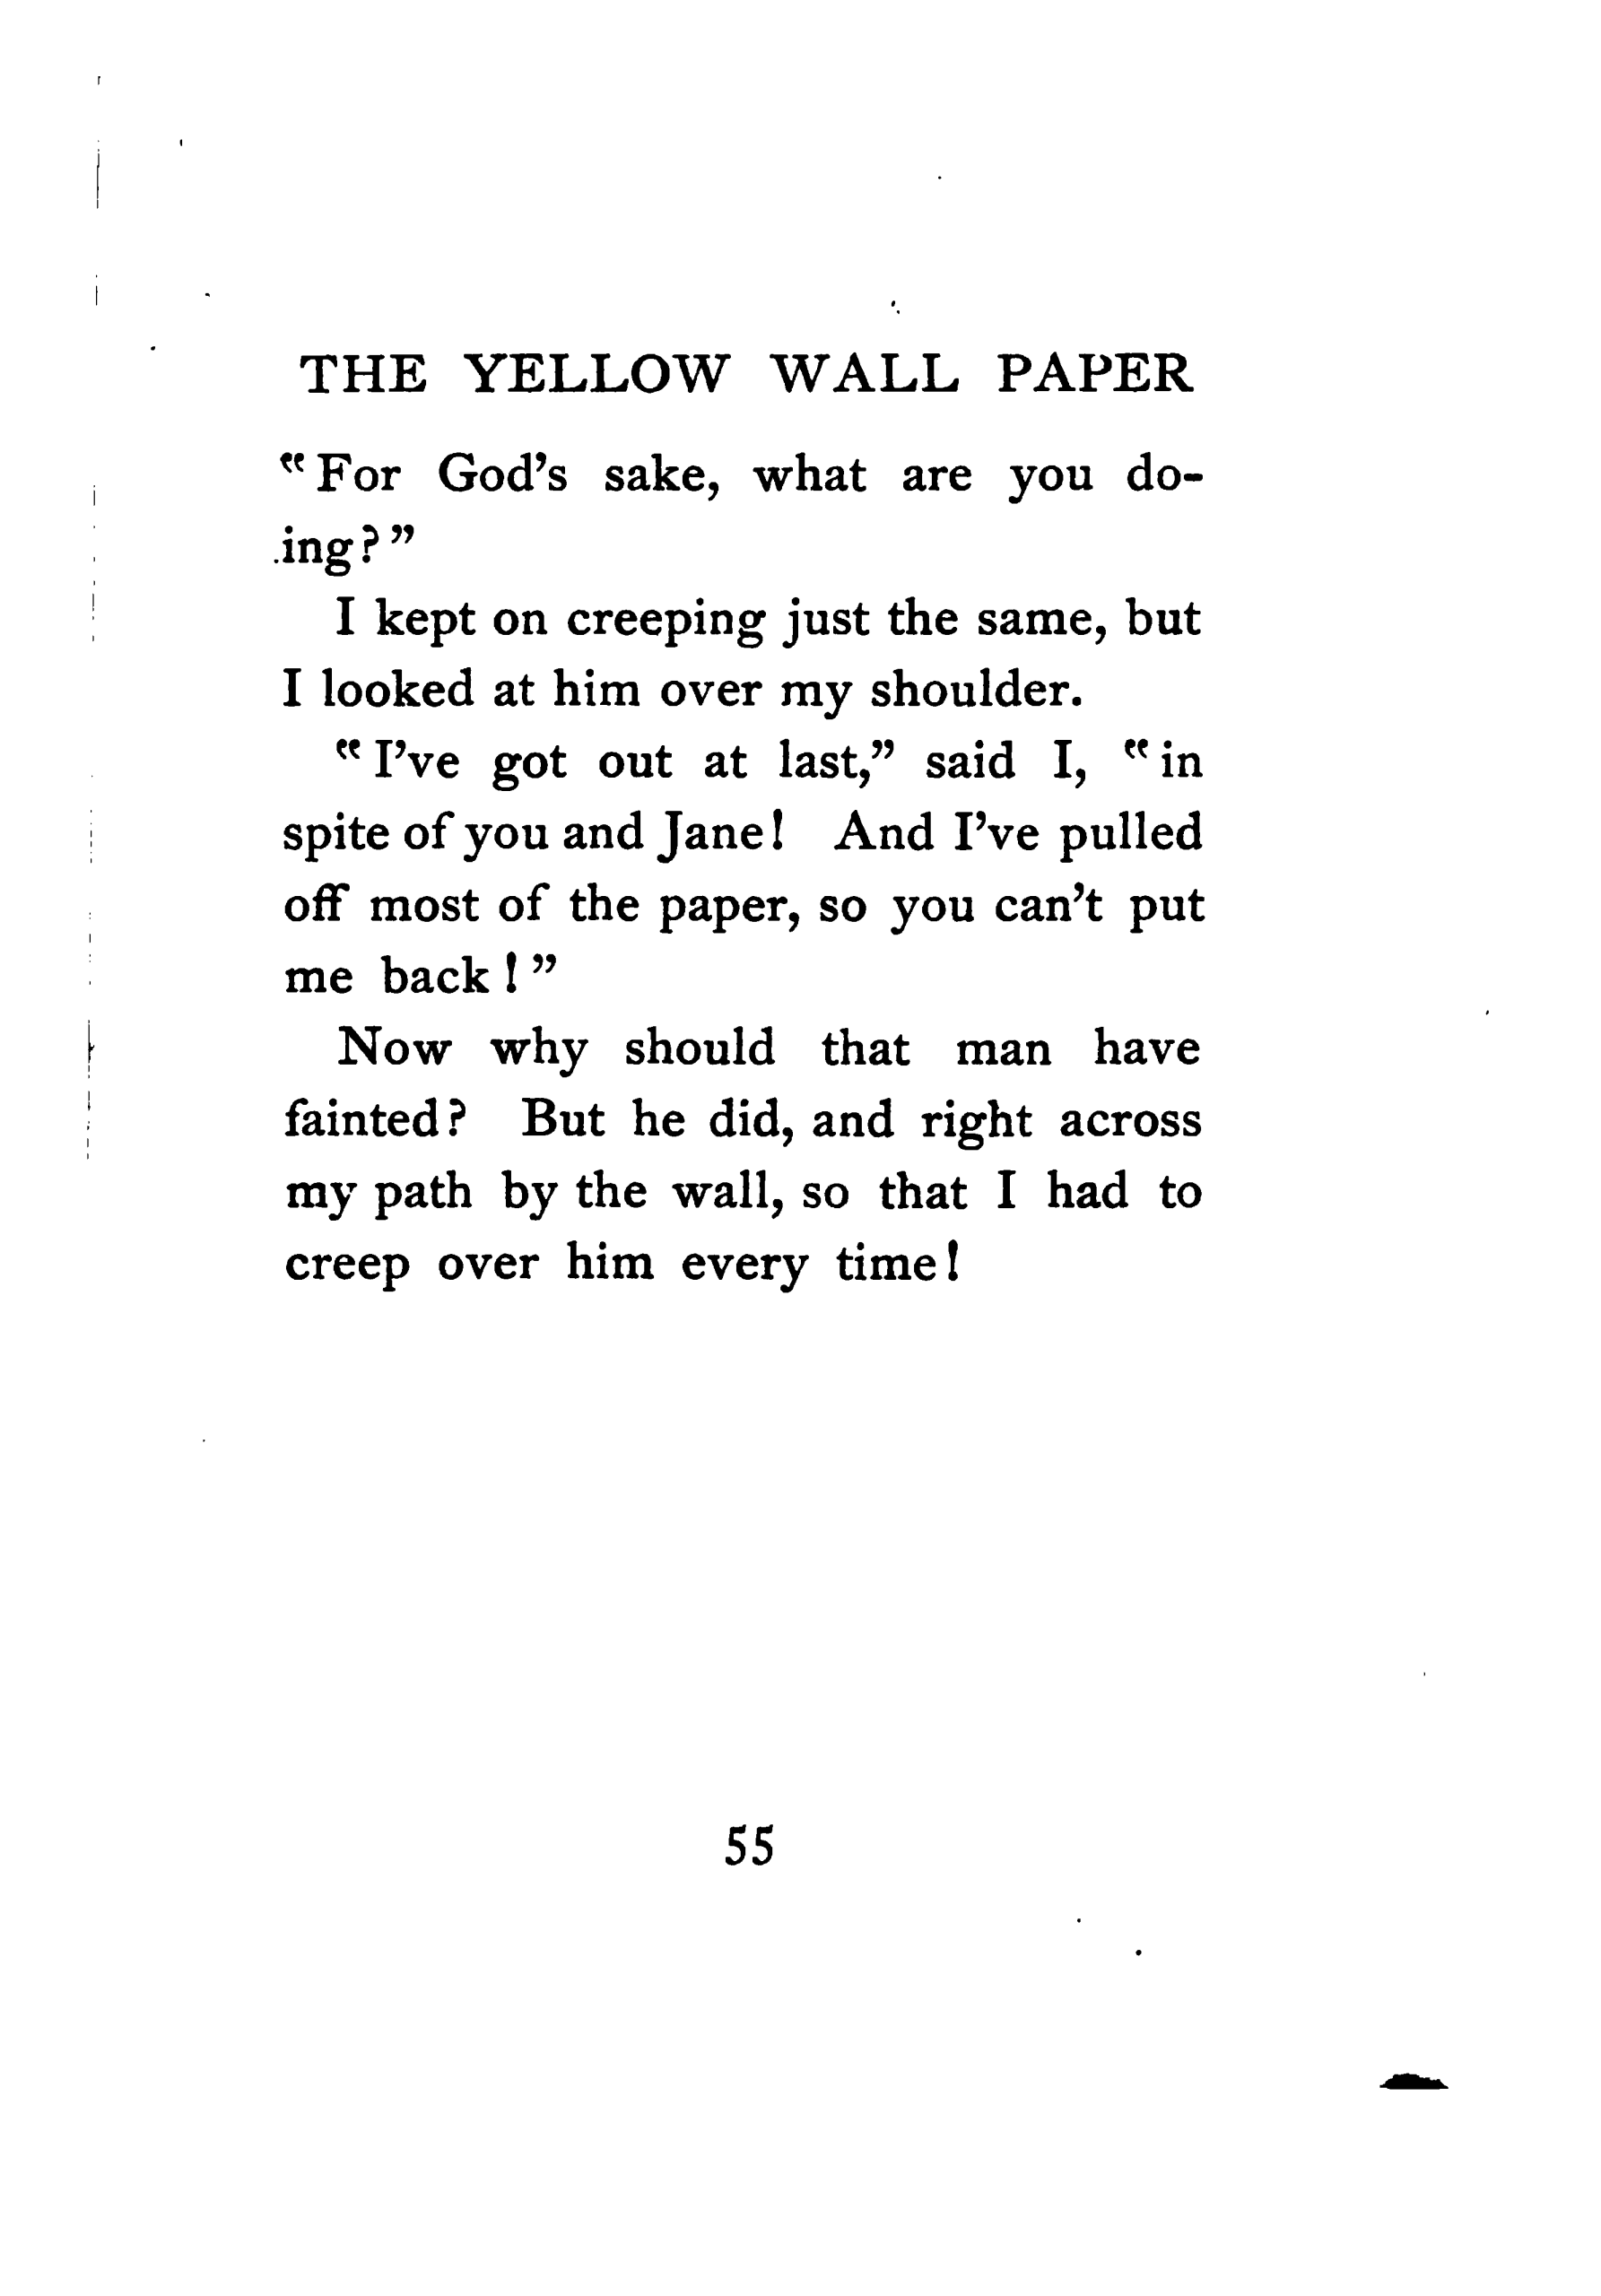 THE YELLOW WALL PAPER
“For God’s sake, what are you do-
ing?”
I kept on creeping just the same, but
I looked at him over my shoulder.
“I’ve got out at last,” said I, “in
spite of you and Jane! And I’ve pulled
off most of the paper, so you can’t put
me back!”
Now why should that man have
fainted? But he did, and right across
my path by the wall, so that I had to
creep over him every time!
55